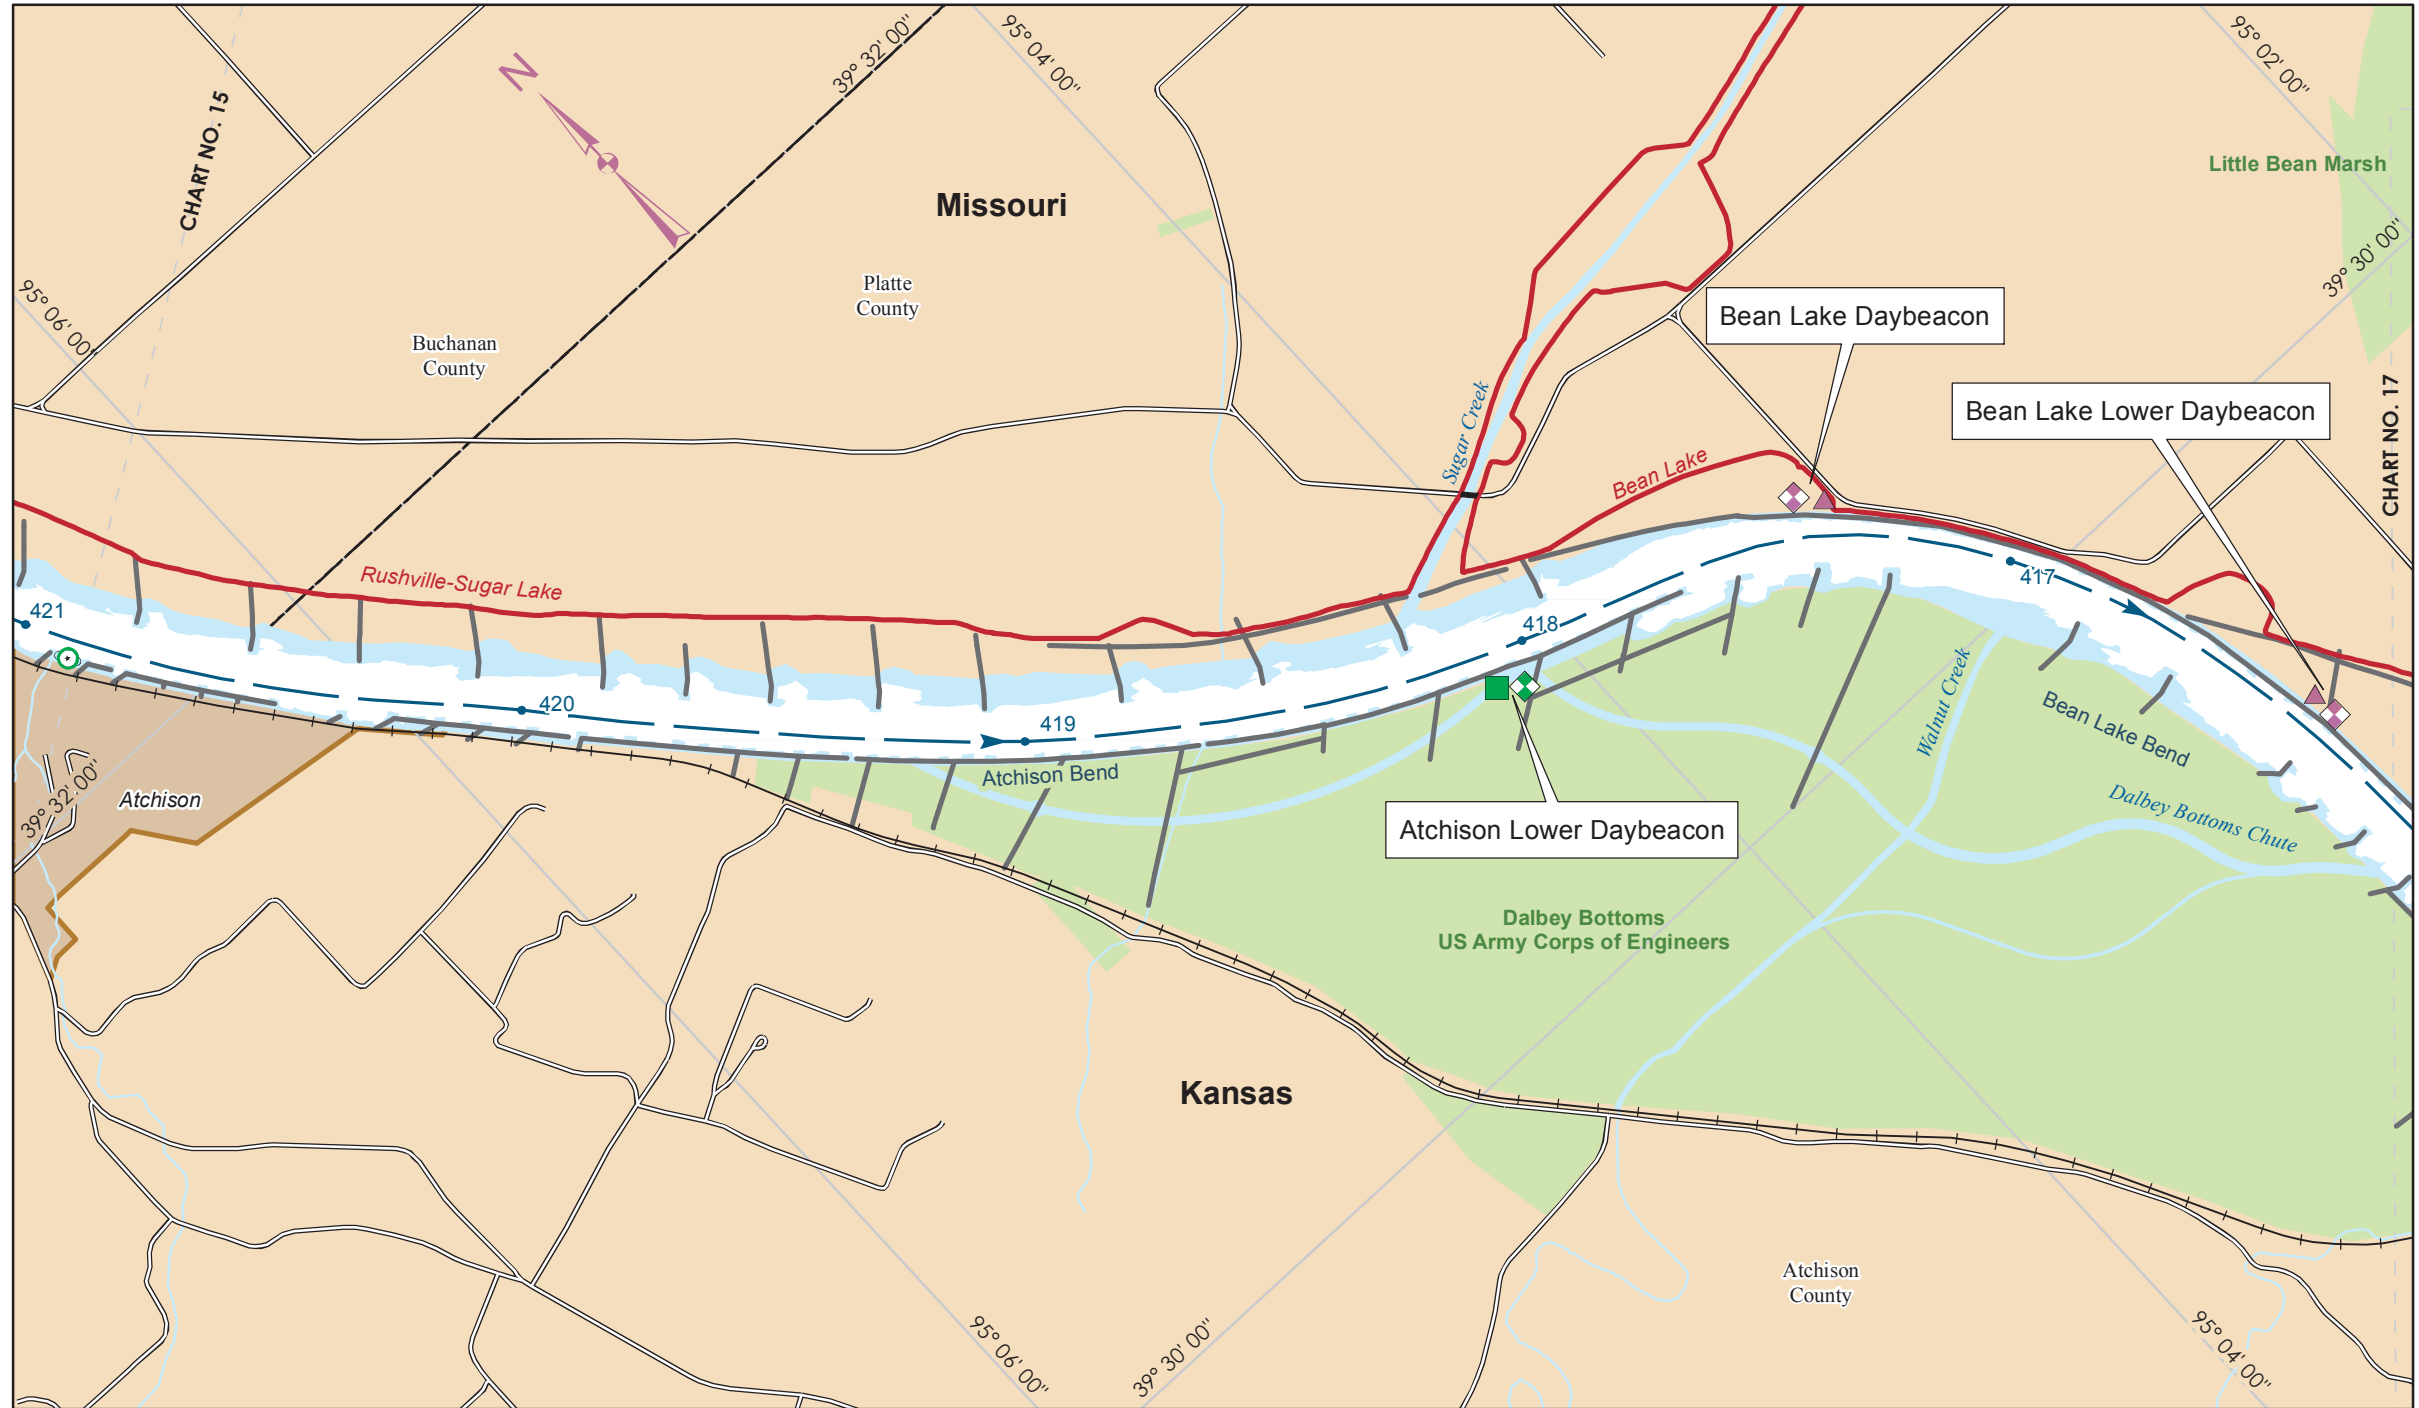 39° 32' 00"
95° 04' 00"
95° 02' 00"
N
CHART NO. 15
Little Bean Marsh
Missouri
39° 30' 00"
Platte
County
95° 06' 00"
Buchanan
County
Bean Lake Daybeacon
Bean Lake Lower Daybeacon
CHART NO. 17
Sugar Creek
Bean Lake
Rushville-Sugar Lake
417
421
418
420
419
Walnut Creek
Bean Lake Bend
Atchison Bend
39° 32' 00"
Atchison
Dalbey Bottoms Chute
Atchison Lower Daybeacon
Dalbey Bottoms
US Army Corps of Engineers
Kansas
Atchison
County
95° 06' 00"
39° 30' 00"
95° 04' 00"